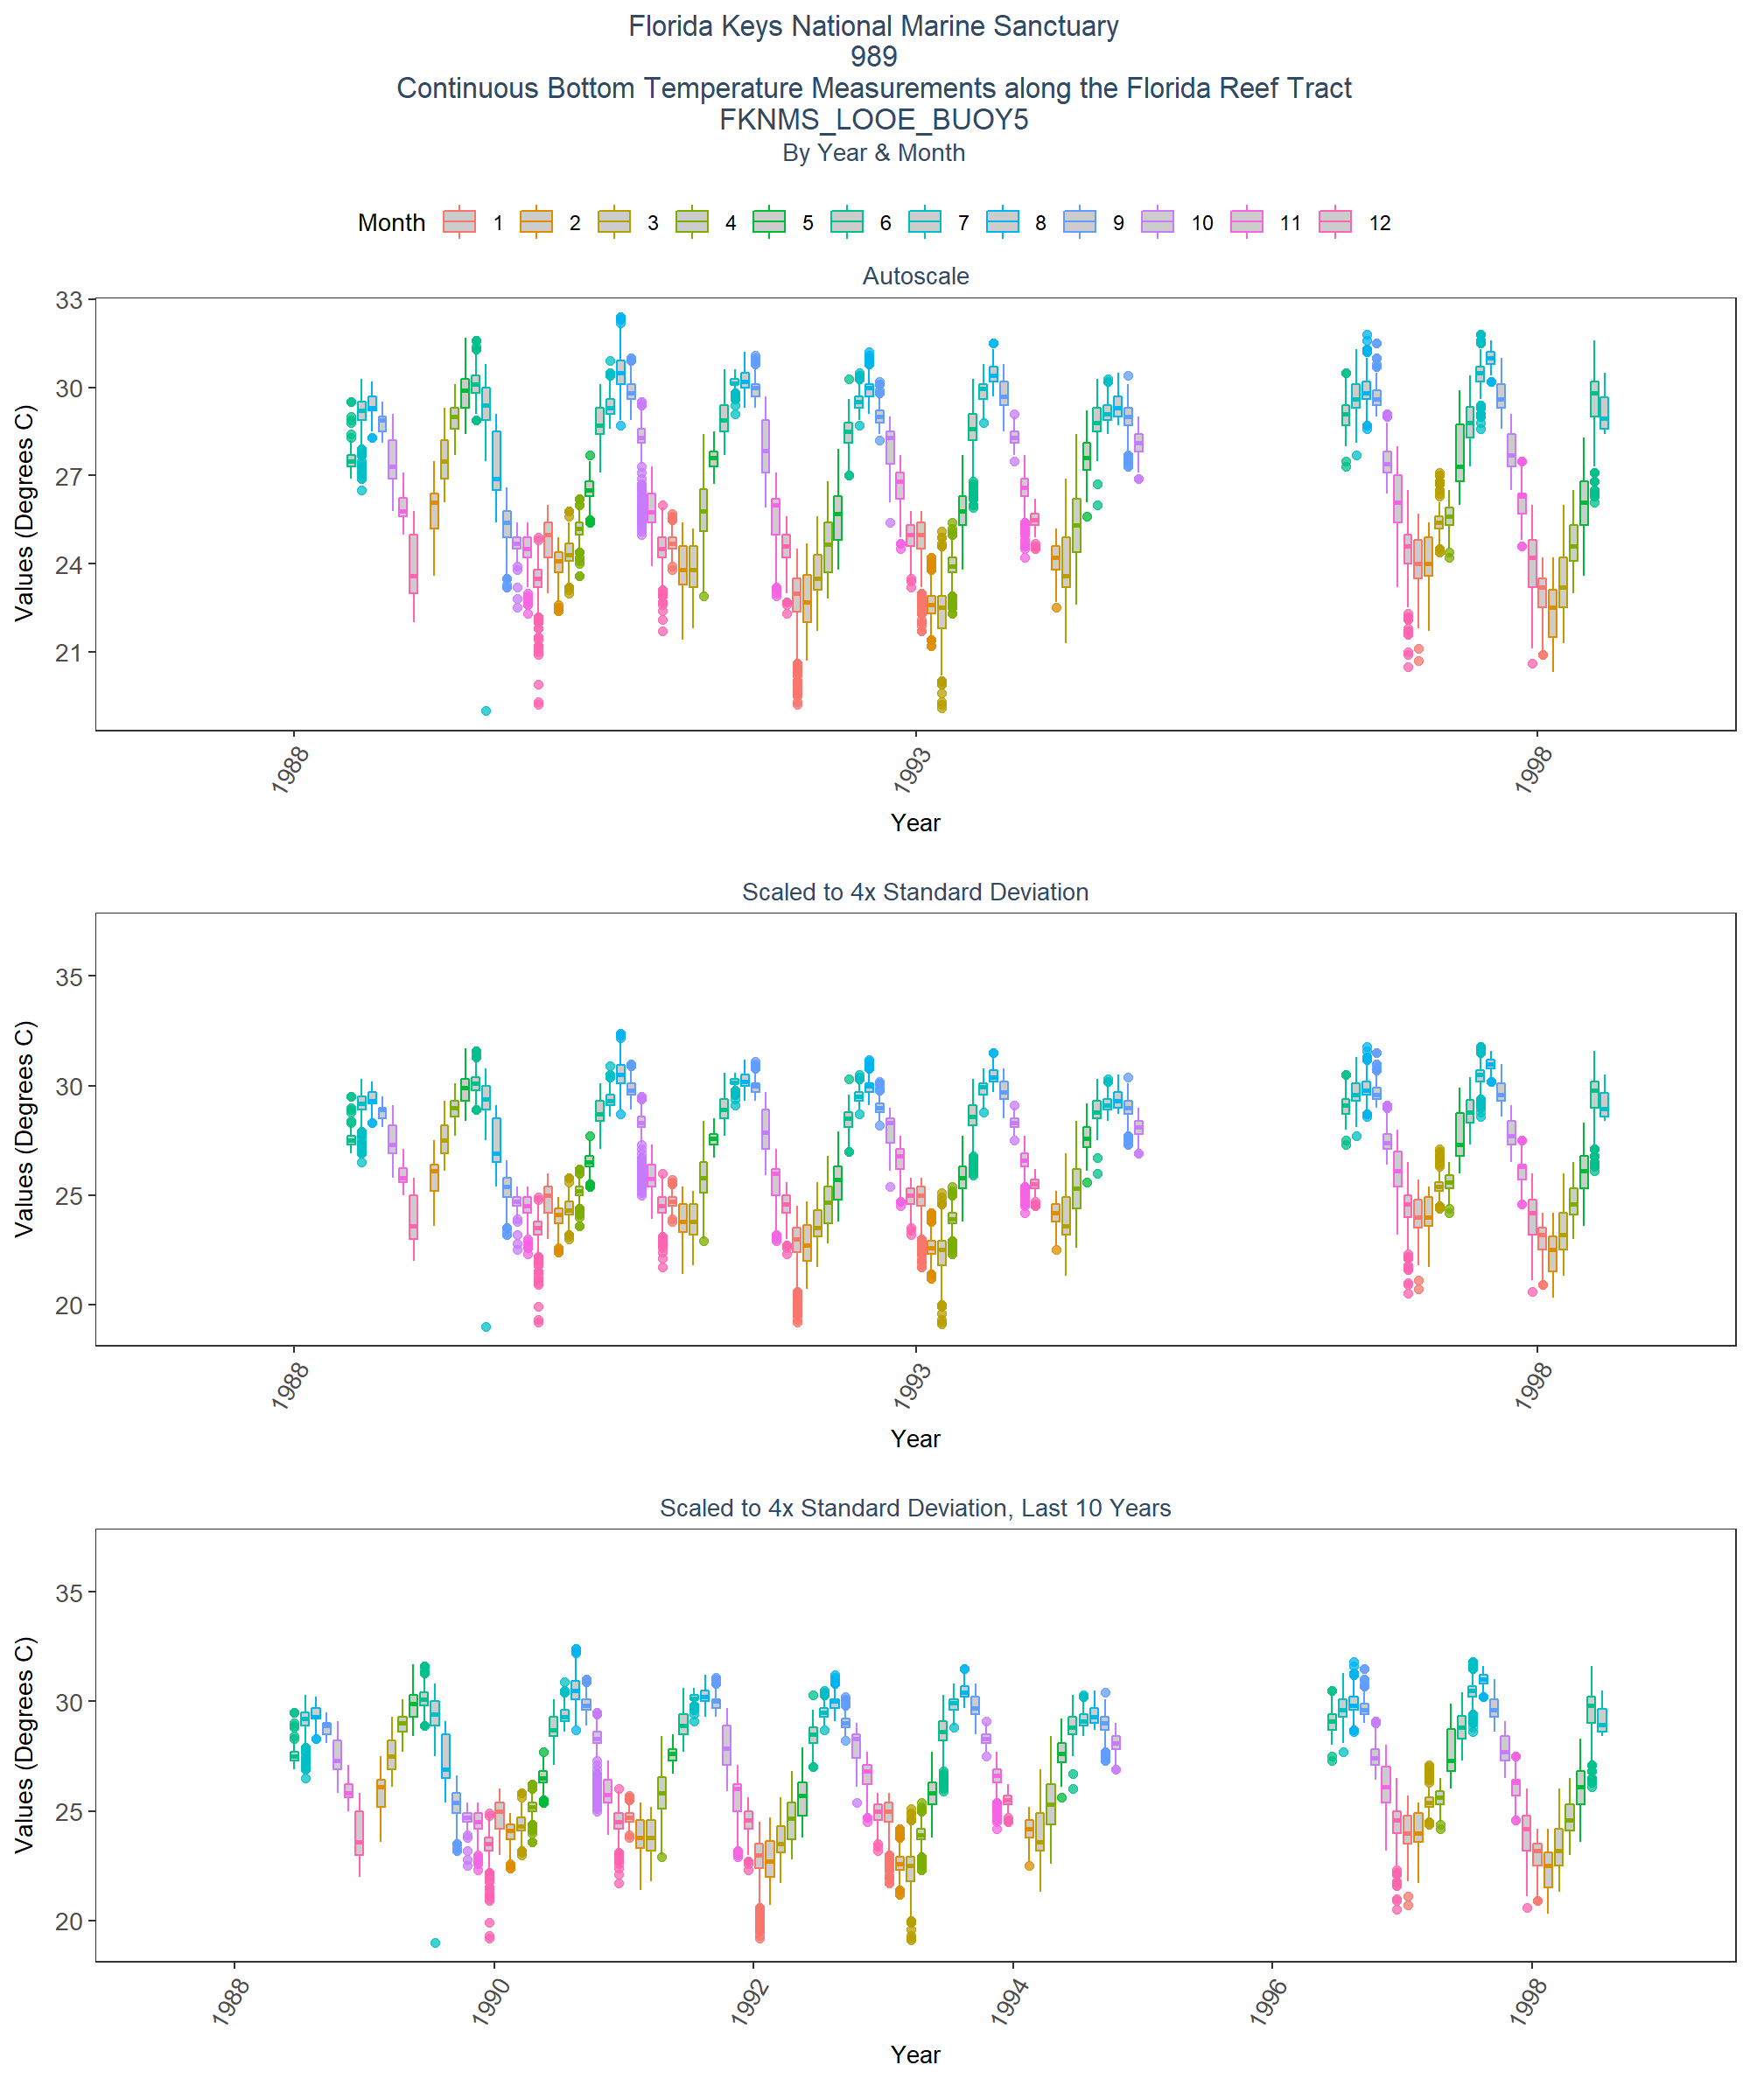 Florida Keys National Marine Sanctuary
989
Continuous Bottom Temperature Measurements along the Florida Reef Tract
FKNMS_LOOE_BUOY5
By Year & Month
Month 1 2 3 4 5 6 7 8 9 10 11 12
Autoscale
Values (Degrees C)
33
30
27
24
21
1988 1993 1998
Year
Scaled to 4x Standard Deviation
Values (Degrees C)
35
30
25
20
1988 1993 1998
Year
Scaled to 4x Standard Deviation, Last 10 Years
Values (Degrees C)
35
30
25
20
1988 1990 1992 1994 1996 1998
Year